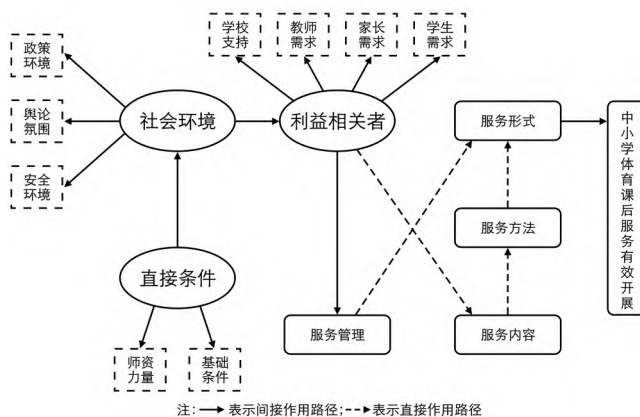 学校
支持
教师
需求
家长
需求
学生
需求
政策
环境
舆论
氛围
安全
环境
社会环境
利益相关者
服务形式
中小学体育课后服务有效开展
服务方法
直接条件
服务管理
服务内容
师资
力量
基础
条件
注：→表示间接作用路径；⇢表示直接作用路径